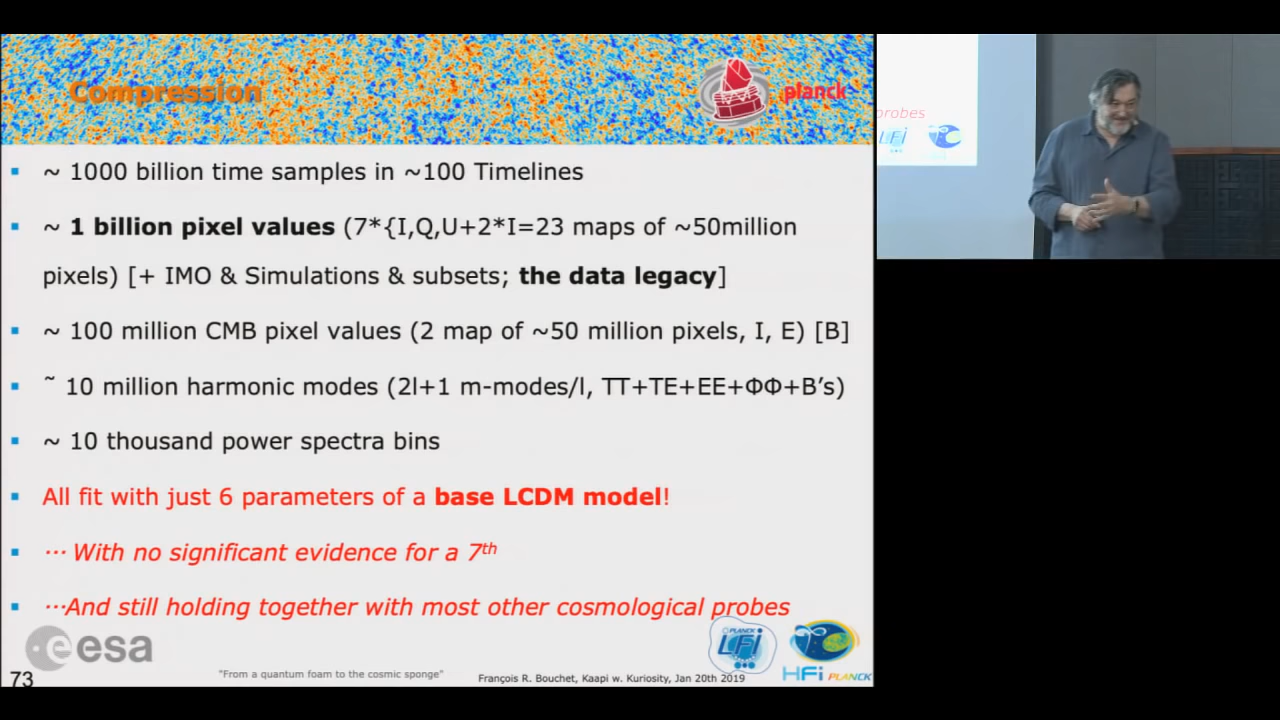 Compression
planck
~ 1000 billion time samples in ~100 Timelines
~ 1 billion pixel values (7*{I,Q,U+2*I=23 maps of ~50million
pixels) [+ IMO & Simulations & subsets; the data legacy]
~ 100 million CMB pixel values (2 map of ~50 million pixels, I, E) [B]
˜ 10 million harmonic modes (2l+1 m-modes/l, TT+TE+EE+ΦΦ+B's)
~ 10 thousand power spectra bins
All fit with just 6 parameters of a base LCDM model!
... With no significant evidence for a 7th
...And still holding together with most other cosmological probes
esa
PLANCK
LFI
HFi PLANCK
73
"From a quantum foam to the cosmic sponge"
François R. Bouchet, Kaapi w. Kuriosity, Jan 20th 2019
probes
LFI